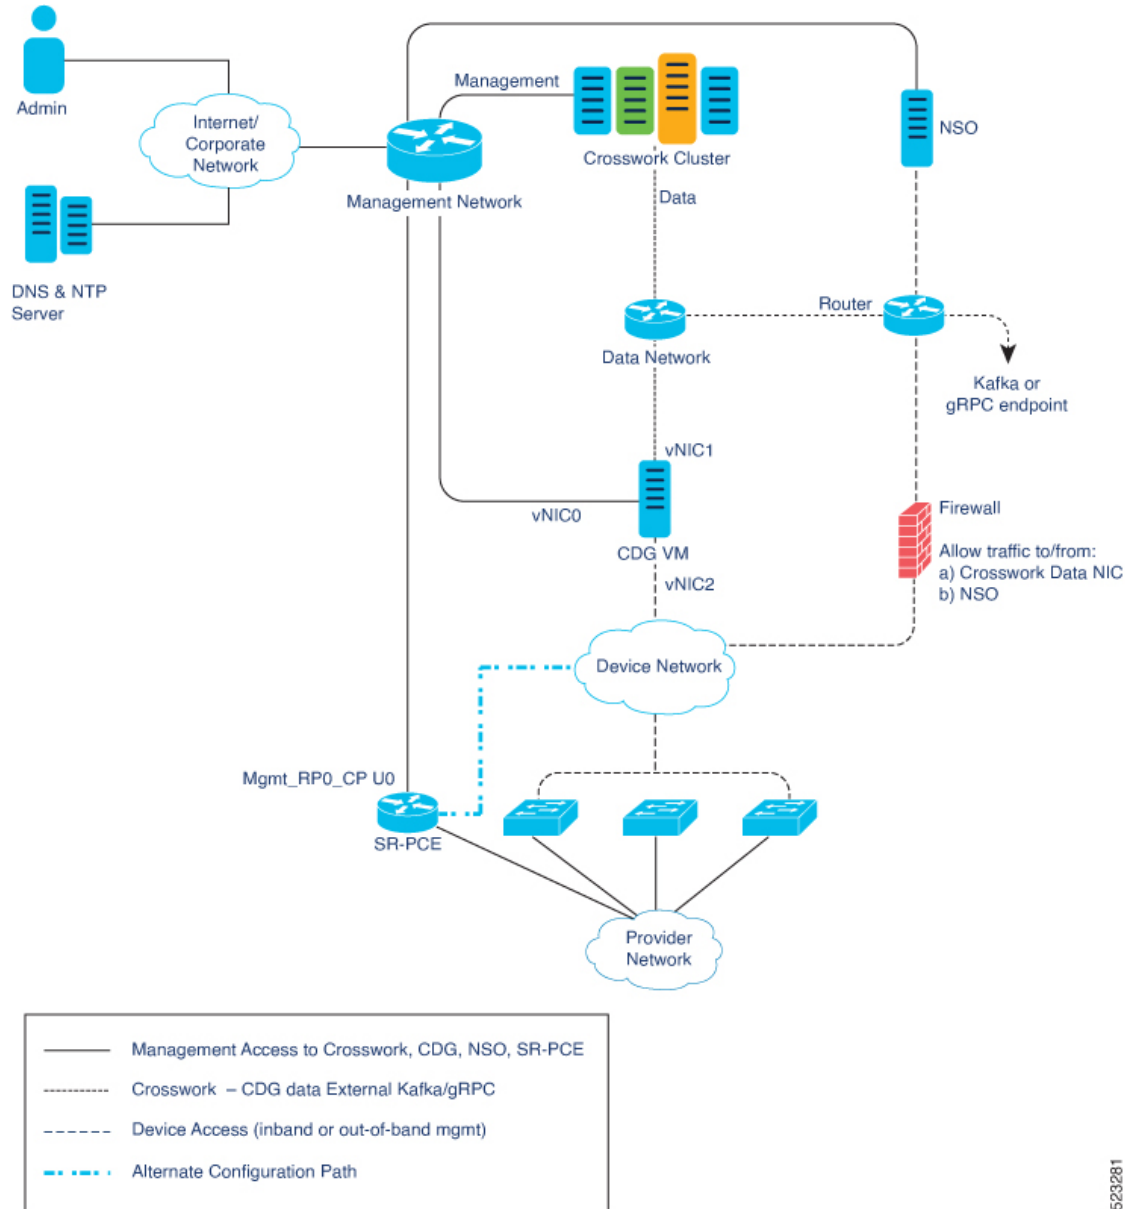 Admin
Internet/
Corporate
Network
DNS & NTP
Server
Management
Management Network
Crosswork Cluster
Data
NSO
Router
Data Network
Kafka or
gRPC endpoint
vNIC1
vNIC0
CDG VM
vNIC2
Firewall
Allow traffic to/from:
a) Crosswork Data NIC
b) NSO
Device Network
Mgmt_RP0_CP U0
SR-PCE
Provider
Network
Management Access to Crosswork, CDG, NSO, SR-PCE
Crosswork – CDG data External Kafka/gRPC
Device Access (inband or out-of-band mgmt)
Alternate Configuration Path
523281